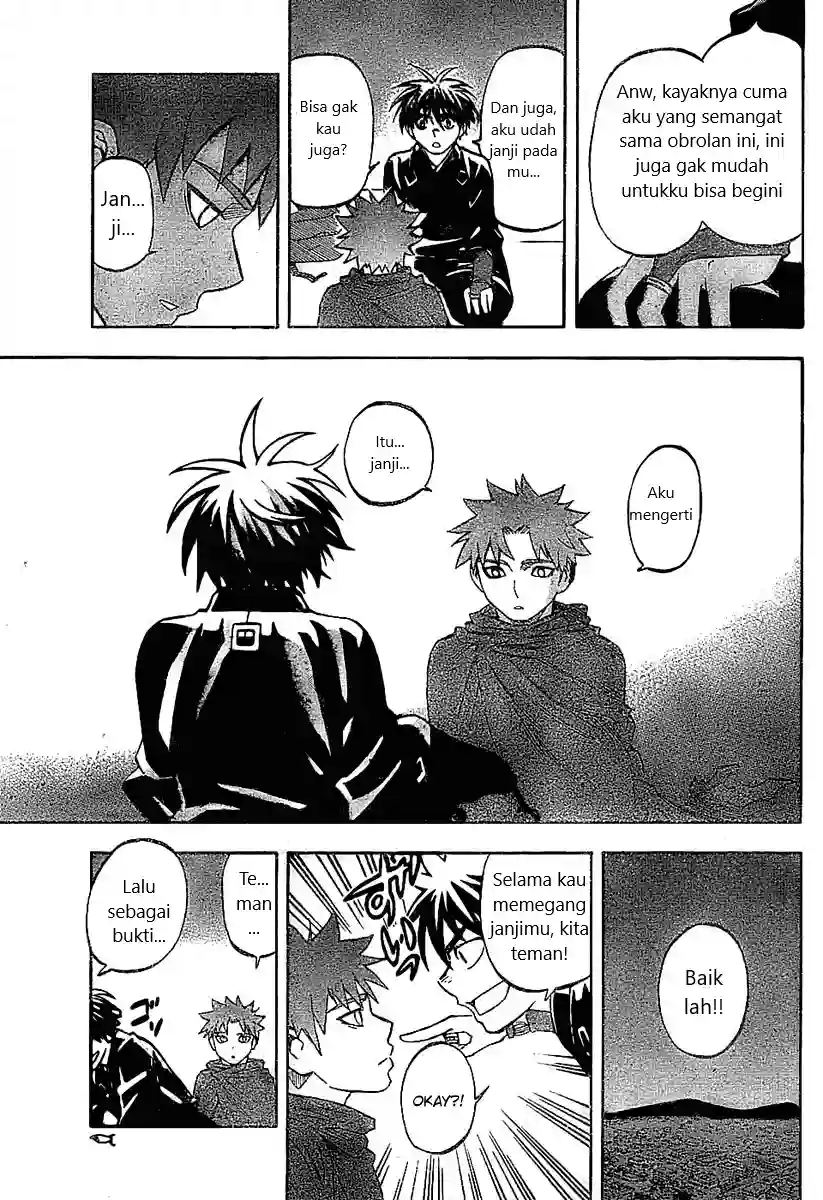 Anw, kayaknya cuma
aku yang semangat
sama obrolan ini, ini
juga gak mudah
untukku bisa begini
Dan juga,
aku udah
janji pada
mu...
Bisa gak
kau
juga?
Jan...
ji...
Aku
mengerti
Itu...
janji...
Baik
lah!!
Selama kau
memegang
janjimu, kita
teman!
OKAY?!
Te...
man
...
Lalu
sebagai
bukti...
ゴソ